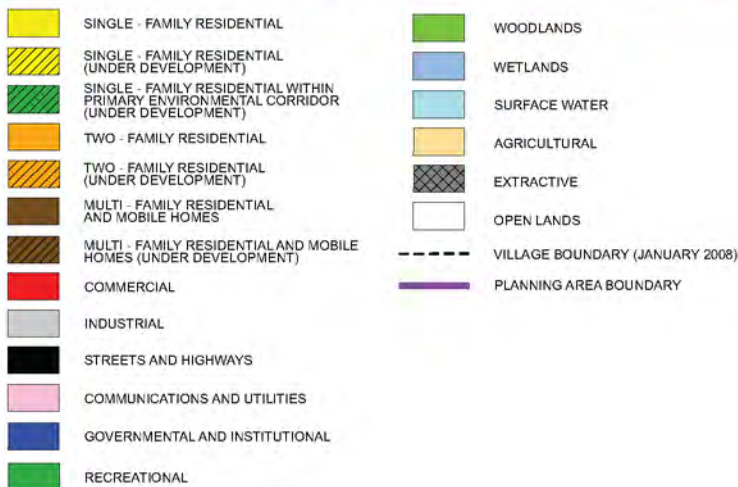 SINGLE - FAMILY RESIDENTIAL
SINGLE - FAMILY RESIDENTIAL
(UNDER DEVELOPMENT)
SINGLE - FAMILY RESIDENTIAL WITHIN
PRIMARY ENVIRONMENTAL CORRIDOR
(UNDER DEVELOPMENT)
TWO - FAMILY RESIDENTIAL
TWO - FAMILY RESIDENTIAL
(UNDER DEVELOPMENT)
MULTI - FAMILY RESIDENTIAL
AND MOBILE HOMES
MULTI - FAMILY RESIDENTIAL AND MOBILE
HOMES (UNDER DEVELOPMENT)
COMMERCIAL
INDUSTRIAL
STREETS AND HIGHWAYS
COMMUNICATIONS AND UTILITIES
GOVERNMENTAL AND INSTITUTIONAL
RECREATIONAL
WOODLANDS
WETLANDS
SURFACE WATER
AGRICULTURAL
EXTRACTIVE
OPEN LANDS
VILLAGE BOUNDARY (JANUARY 2008)
PLANNING AREA BOUNDARY